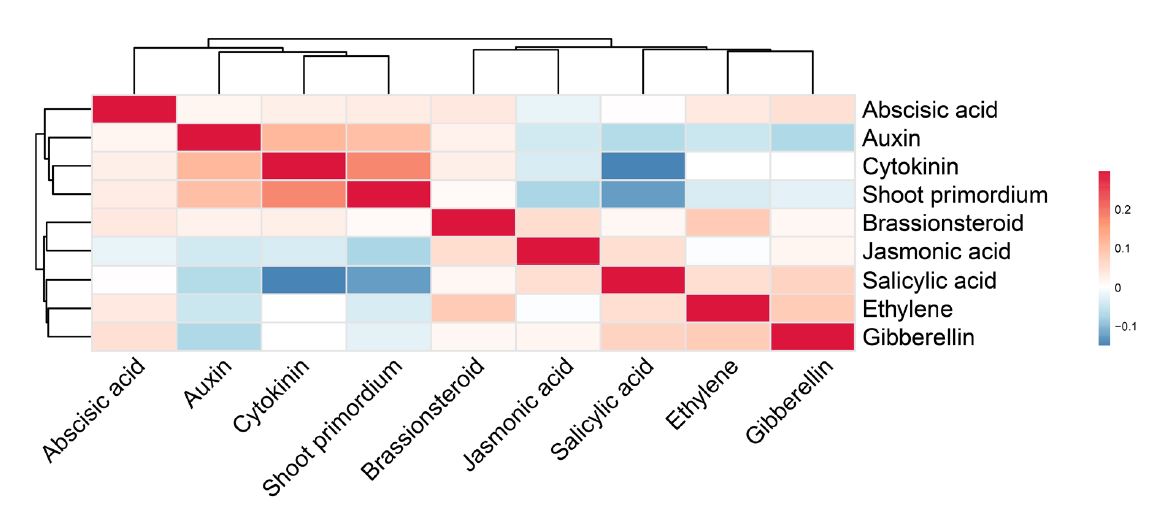 Abscisic acid
Auxin
Cytokinin
Shoot primordium
Brassionsteroid
Jasmonic acid
Salicylic acid
Ethylene
Gibberellin
0.2
0.1
0
−0.1
Abscisic acid
Auxin
Cytokinin
Shoot primordium
Brassionsteroid
Jasmonic acid
Salicylic acid
Ethylene
Gibberellin